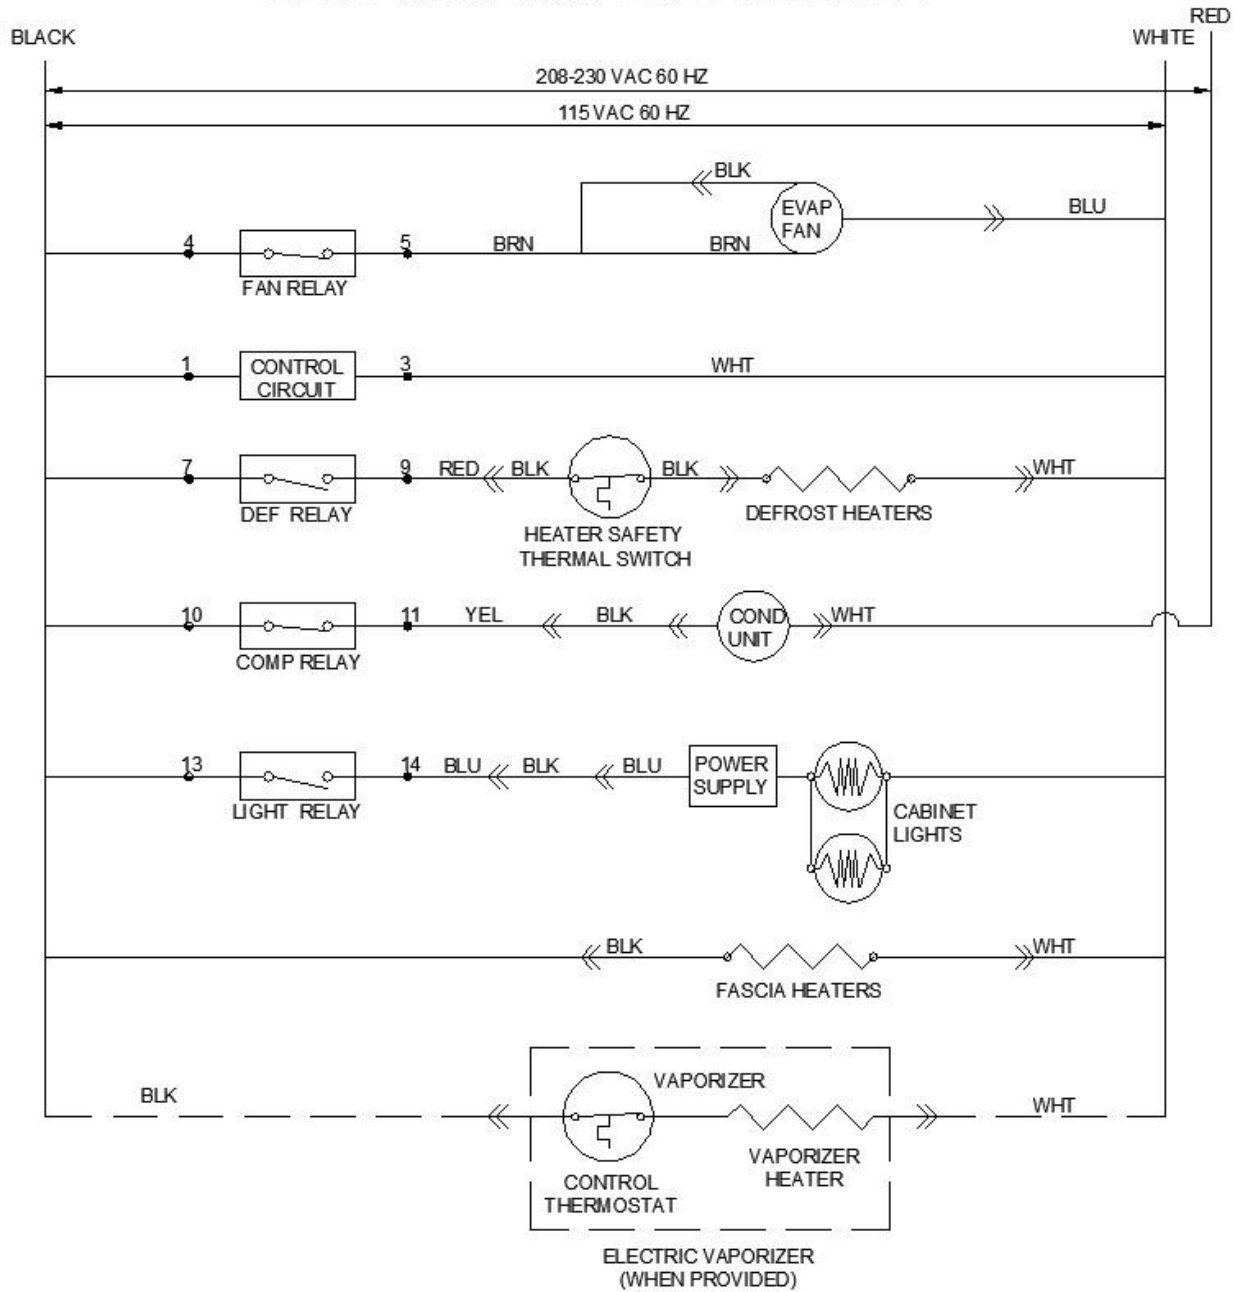 RED
BLACK
WHITE
208-230 VAC 60 HZ
115 VAC 60 HZ
BLK
EVAP
FAN
BLU
4
5
BRN
BRN
FAN RELAY
1
CONTROL
CIRCUIT
3
WHT
7
9
RED
BLK
BLK
WHT
DEF RELAY
HEATER SAFETY
THERMAL SWITCH
DEFROST HEATERS
10
11
YEL
BLK
COND
UNIT
WHT
COMP RELAY
13
14
BLU
BLK
BLU
POWER
SUPPLY
LIGHT RELAY
CABINET
LIGHTS
BLK
WHT
FASCIA HEATERS
BLK
VAPORIZER
WHT
CONTROL
THERMOSTAT
VAPORIZER
HEATER
ELECTRIC VAPORIZER
(WHEN PROVIDED)